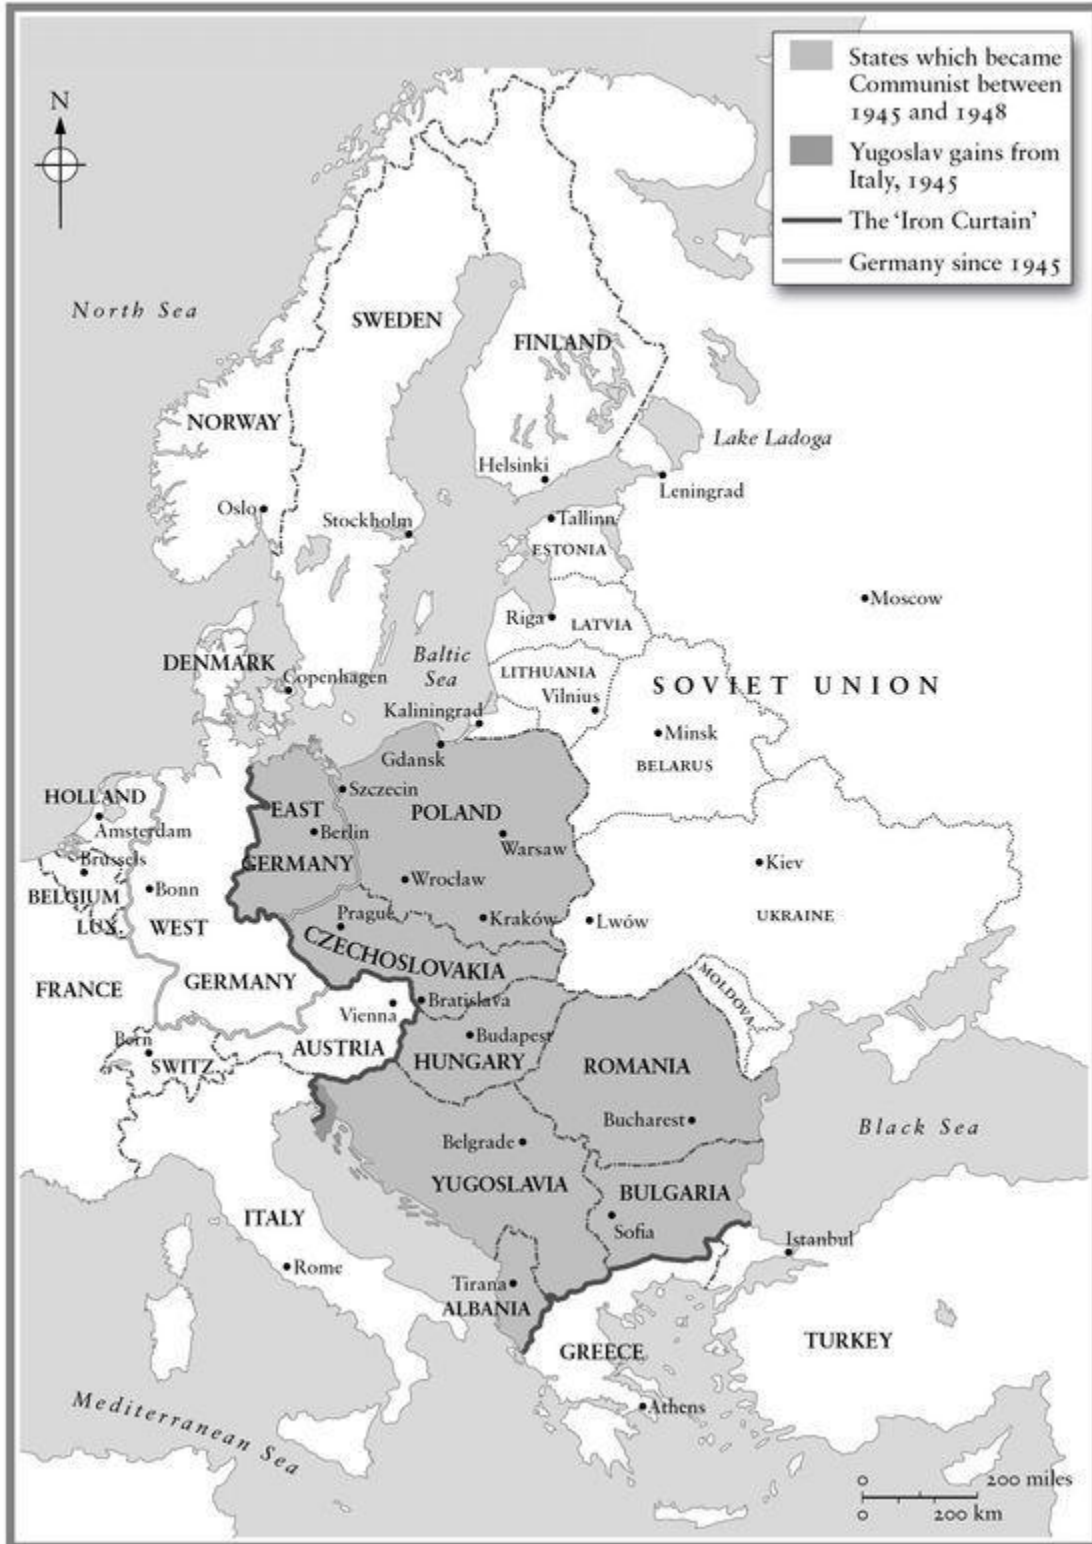 States which became
Communist between
1945 and 1948
Yugoslav gains from
Italy, 1945
The 'Iron Curtain'
Germany since 1945
N
North Sea
SWEDEN
FINLAND
NORWAY
Lake Ladoga
Helsinki
Leningrad
Oslo
Stockholm
Tallinn
ESTONIA
Moscow
Riga
LATVIA
DENMARK
Copenhagen
Baltic
Sea
LITHUANIA
Vilnius
SOVIET UNION
Kaliningrad
Minsk
Gdansk
BELARUS
HOLLAND
Amsterdam
Szczecin
EAST
GERMANY
Berlin
POLAND
Warsaw
Brussels
BELGIUM
Bonn
Wrocław
Kiev
LUX.
WEST
GERMANY
Prague
Kraków
Lwów
UKRAINE
CZECHOSLOVAKIA
FRANCE
MOLDOVA
Vienna
Bratislava
Bern
SWITZ.
AUSTRIA
Budapest
HUNGARY
ROMANIA
Bucharest
Black Sea
Belgrade
YUGOSLAVIA
BULGARIA
ITALY
Sofia
Istanbul
Rome
Tirana
ALBANIA
GREECE
TURKEY
Athens
Mediterranean Sea
0 200 miles
0 200 km